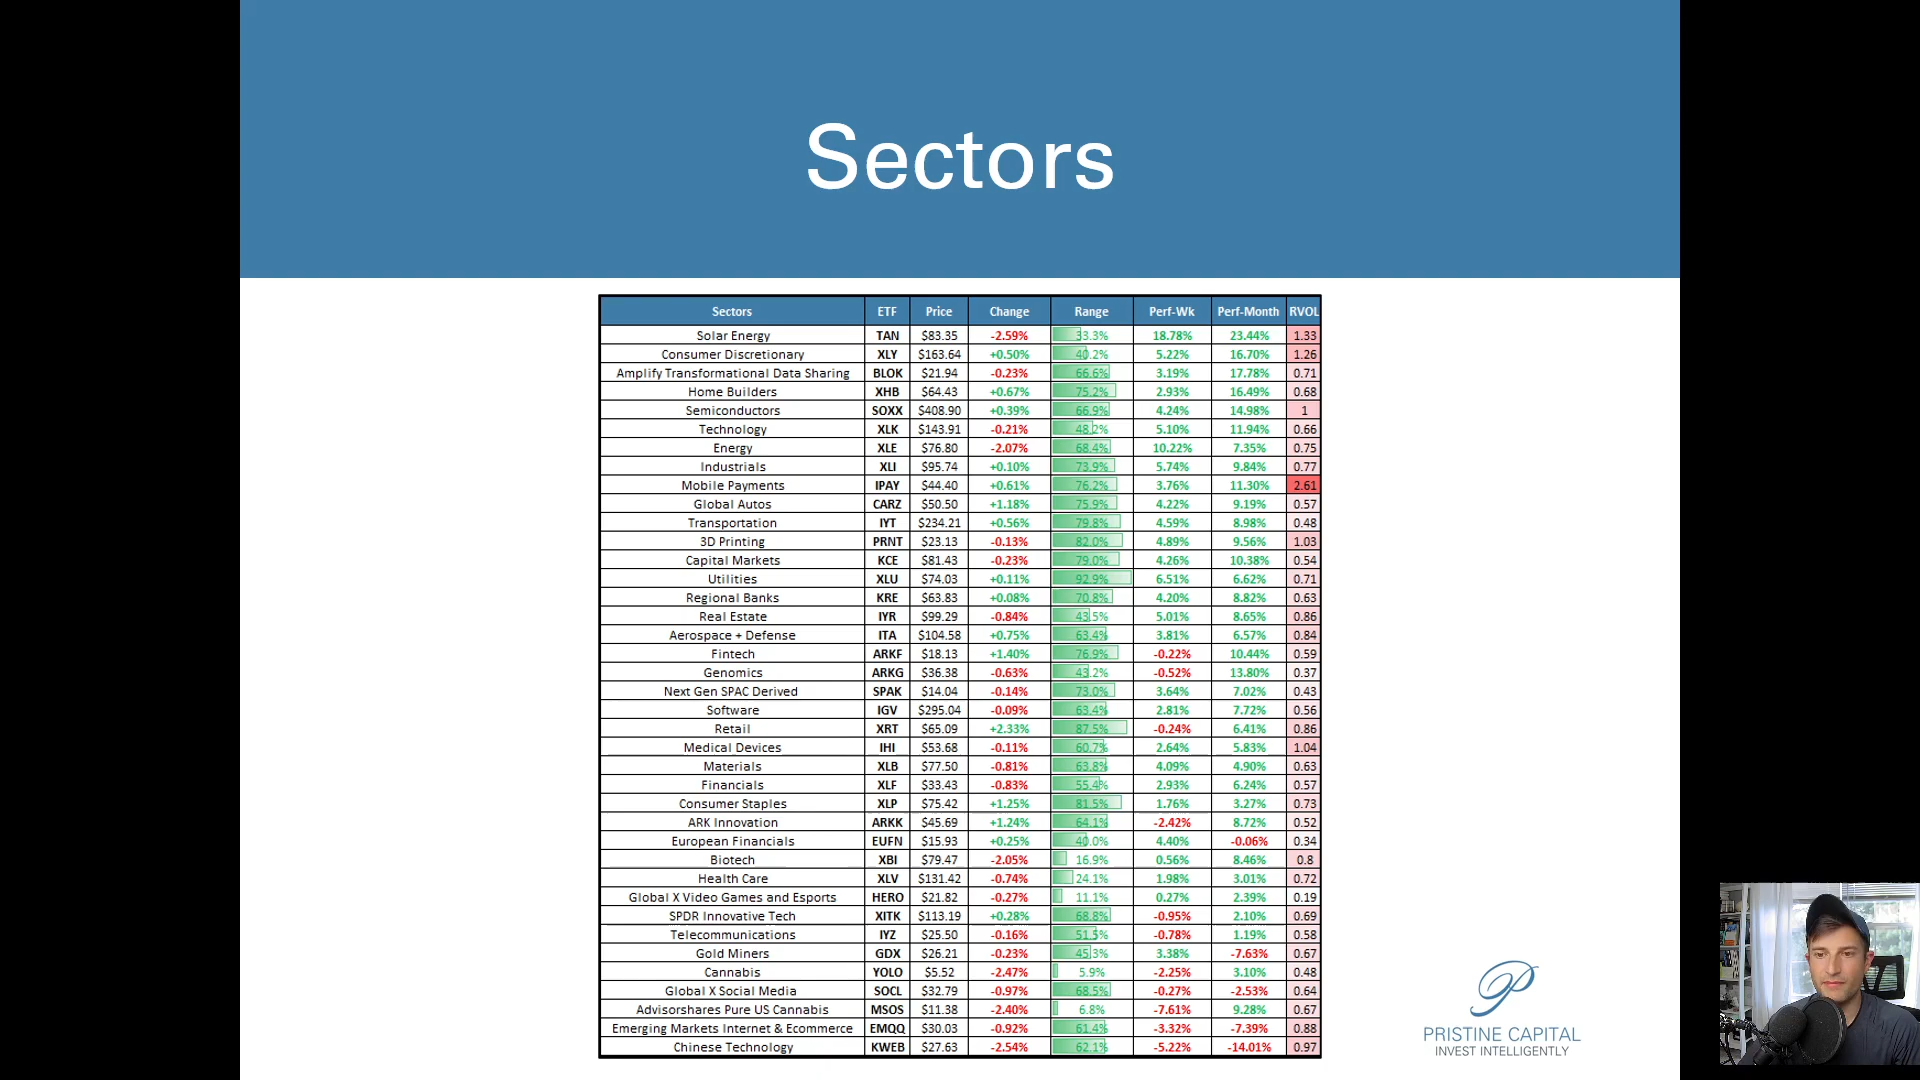 Sectors
Sectors ETF Price Change Range Perf-Wk Perf-Month RVOL
Solar Energy TAN $83.35 -2.59% 33.3% 18.78% 23.44% 1.33
Consumer Discretionary XLY $163.64 +0.50% 40.2% 5.22% 16.70% 1.26
Amplify Transformational Data Sharing BLOK $21.94 -0.23% 66.6% 3.19% 17.78% 0.71
Home Builders XHB $64.43 +0.67% 75.2% 2.93% 16.49% 0.68
Semiconductors SOXX $408.90 +0.39% 66.9% 4.24% 14.98% 1
Technology XLK $143.91 -0.21% 48.2% 5.10% 11.94% 0.66
Energy XLE $76.80 -2.07% 68.4% 10.22% 7.35% 0.75
Industrials XLI $95.74 +0.10% 73.9% 5.74% 9.84% 0.77
Mobile Payments IPAY $44.40 +0.61% 76.2% 3.76% 11.30% 2.61
Global Autos CARZ $50.50 +1.18% 75.9% 4.22% 9.19% 0.57
Transportation IYT $234.21 +0.56% 79.8% 4.59% 8.98% 0.48
3D Printing PRNT $23.13 -0.13% 82.0% 4.89% 9.56% 1.03
Capital Markets KCE $81.43 -0.23% 79.0% 4.26% 10.38% 0.54
Utilities XLU $74.03 +0.11% 92.9% 6.51% 6.62% 0.71
Regional Banks KRE $63.83 +0.08% 70.8% 4.20% 8.82% 0.63
Real Estate IYR $99.29 -0.84% 43.5% 5.01% 8.65% 0.86
Aerospace + Defense ITA $104.58 +0.75% 63.4% 3.81% 6.57% 0.84
Fintech ARKF $18.13 +1.40% 76.9% -0.22% 10.44% 0.59
Genomics ARKG $36.38 -0.63% 43.2% -0.52% 13.80% 0.37
Next Gen SPAC Derived SPAK $14.04 -0.14% 73.0% 3.64% 7.02% 0.43
Software IGV $295.04 -0.09% 63.4% 2.81% 7.72% 0.56
Retail XRT $65.09 +2.33% 87.5% -0.24% 6.41% 0.86
Medical Devices IHI $53.68 -0.11% 60.7% 2.64% 5.83% 1.04
Materials XLB $77.50 -0.81% 63.8% 4.09% 4.90% 0.63
Financials XLF $33.43 -0.83% 55.4% 2.93% 6.24% 0.57
Consumer Staples XLP $75.42 +1.25% 81.5% 1.76% 3.27% 0.73
ARK Innovation ARKK $45.69 +1.24% 64.1% -2.42% 8.72% 0.52
European Financials EUFN $15.93 +0.25% 40.0% 4.40% -0.06% 0.34
Biotech XBI $79.47 -2.05% 16.9% 0.56% 8.46% 0.8
Health Care XLV $131.42 -0.74% 24.1% 1.98% 3.01% 0.72
Global X Video Games and Esports HERO $21.82 -0.27% 11.1% 0.27% 2.39% 0.19
SPDR Innovative Tech XITK $113.19 +0.28% 68.8% -0.95% 2.10% 0.69
Telecommunications IYZ $25.50 -0.16% 51.5% -0.78% 1.19% 0.58
Gold Miners GDX $26.21 -0.23% 45.3% 3.38% -7.63% 0.67
Cannabis YOLO $5.52 -2.47% 5.9% -2.25% 3.10% 0.48
Global X Social Media SOCL $32.79 -0.97% 68.5% -0.27% -2.53% 0.64
Advisorshares Pure US Cannabis MSOS $11.38 -2.40% 6.8% -7.61% 9.28% 0.67
Emerging Markets Internet & Ecommerce EMQQ $30.03 -0.92% 61.4% -3.32% -7.39% 0.88
Chinese Technology KWEB $27.63 -2.54% 62.1% -5.22% -14.01% 0.97
PRISTINE CAPITAL
INVEST INTELLIGENTLY